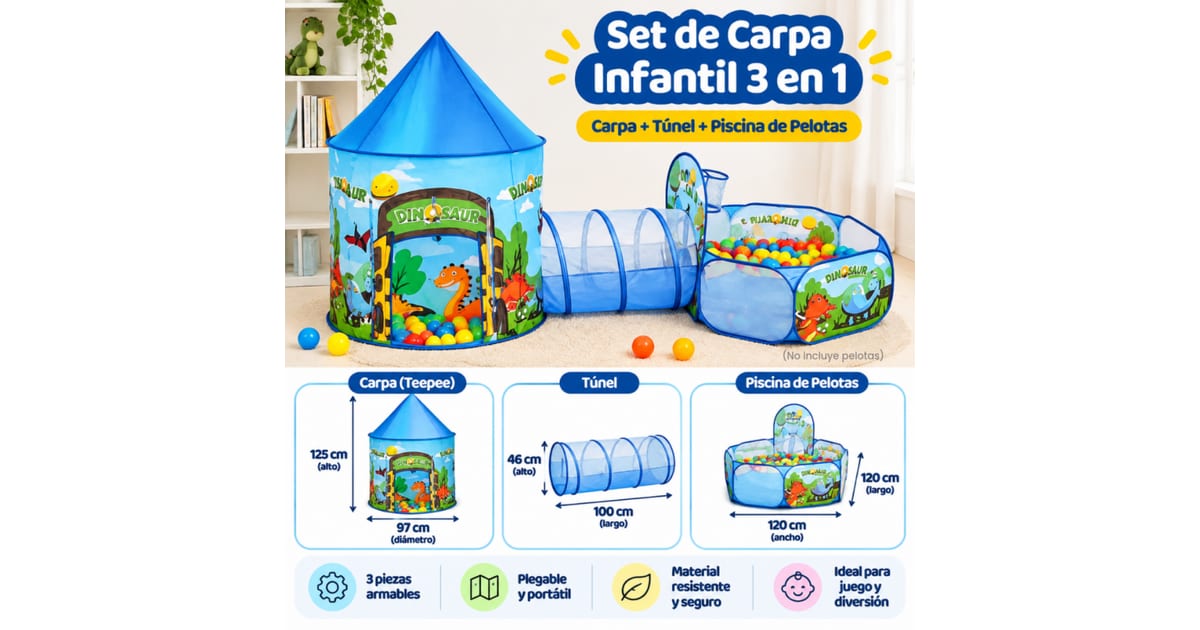 Set de Carpa
Infantil 3 en 1
Carpa + Túnel + Piscina de Pelotas
DINOSAUR
DINOSAUR
(No incluye pelotas)
Carpa (Teepee)
125 cm
(alto)
97 cm
(diámetro)
Túnel
46 cm
(alto)
100 cm
(largo)
Piscina de Pelotas
120 cm
(largo)
120 cm
(ancho)
3 piezas
armables
Plegable
y portátil
Material
resistente
y seguro
Ideal para
juego y
diversión